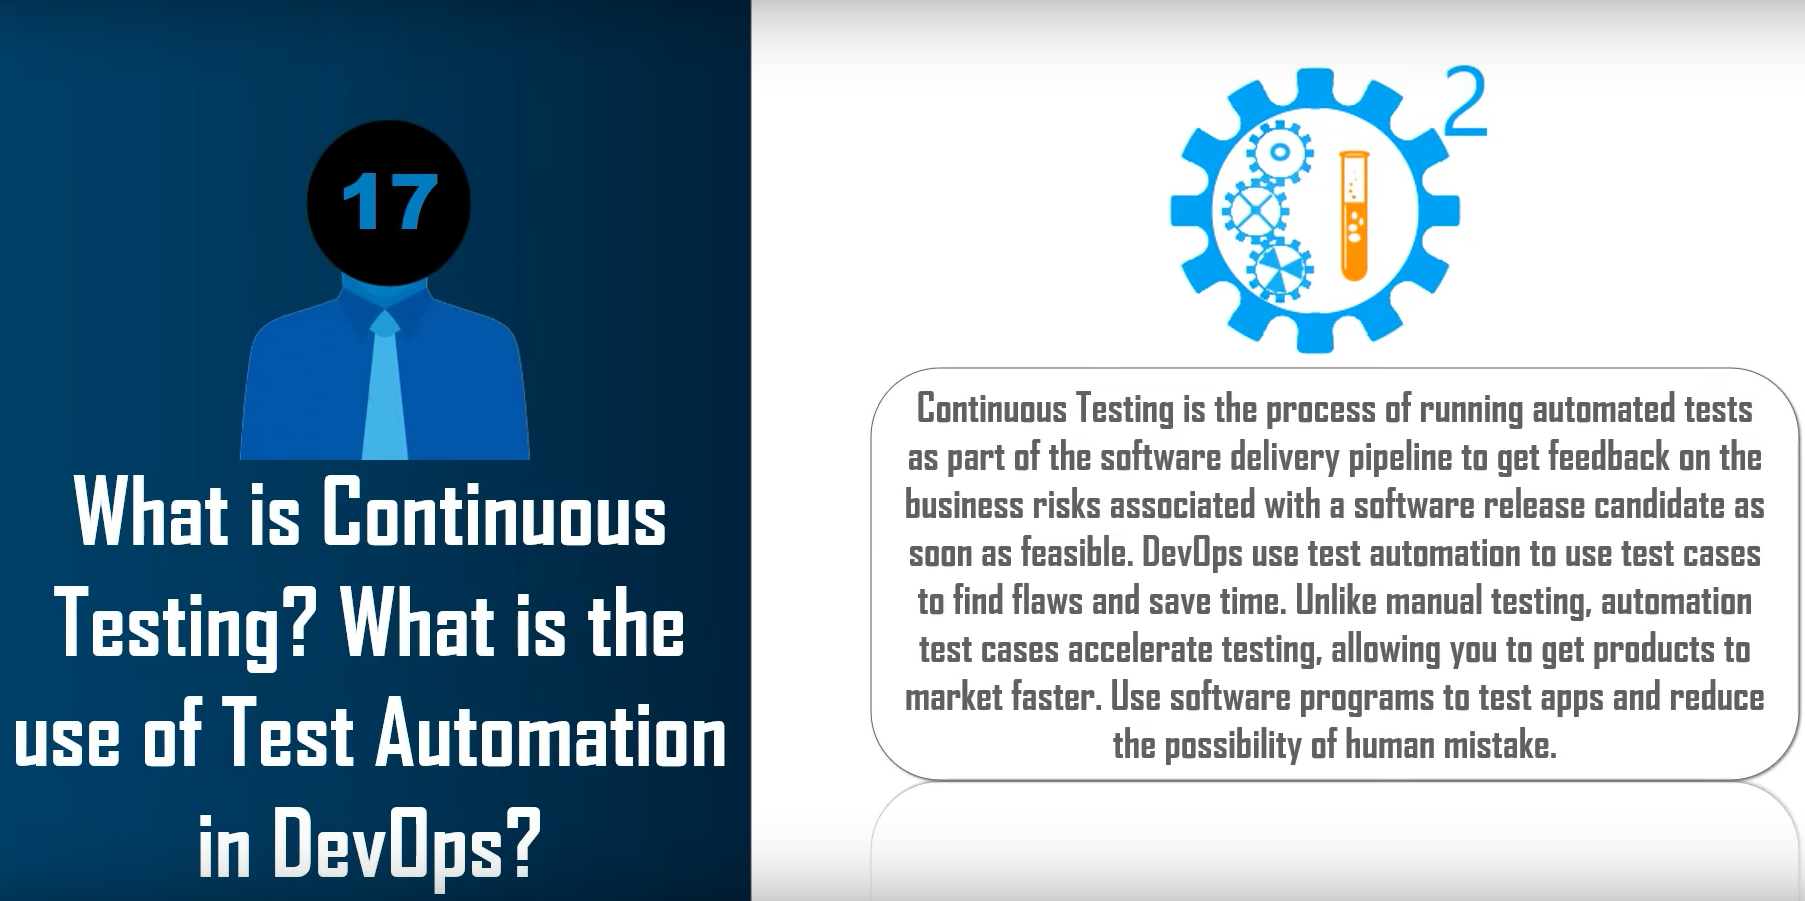 17
What is Continuous
Testing? What is the
use of Test Automation
in DevOps?
2
Continuous Testing is the process of running automated tests
as part of the software delivery pipeline to get feedback on the
business risks associated with a software release candidate as
soon as feasible. DevOps use test automation to use test cases
to find flaws and save time. Unlike manual testing, automation
test cases accelerate testing, allowing you to get products to
market faster. Use software programs to test apps and reduce
the possibility of human mistake.